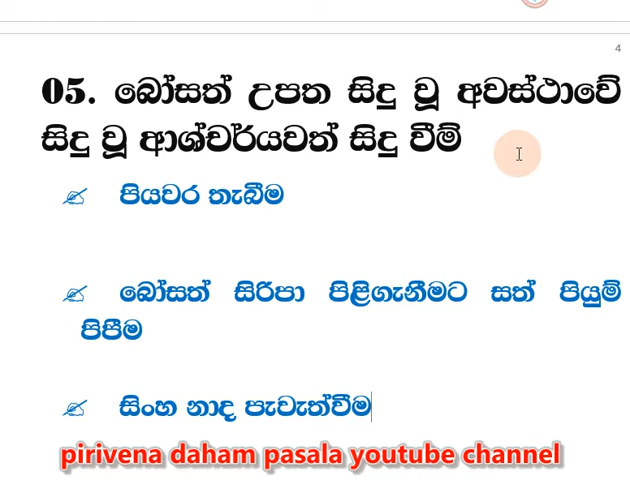 4
05. බෝසත් උපත සිදු වූ අවස්ථාවේ
සිදු වූ ආශ්චර්යවත් සිදු වීම්
පියවර තැබීම
බෝසත් සිරිපා පිළිගැනීමට සත් පියුම්
පිපීම
සිංහ නාද පැවැත්වීම
pirivena daham pasala youtube channel